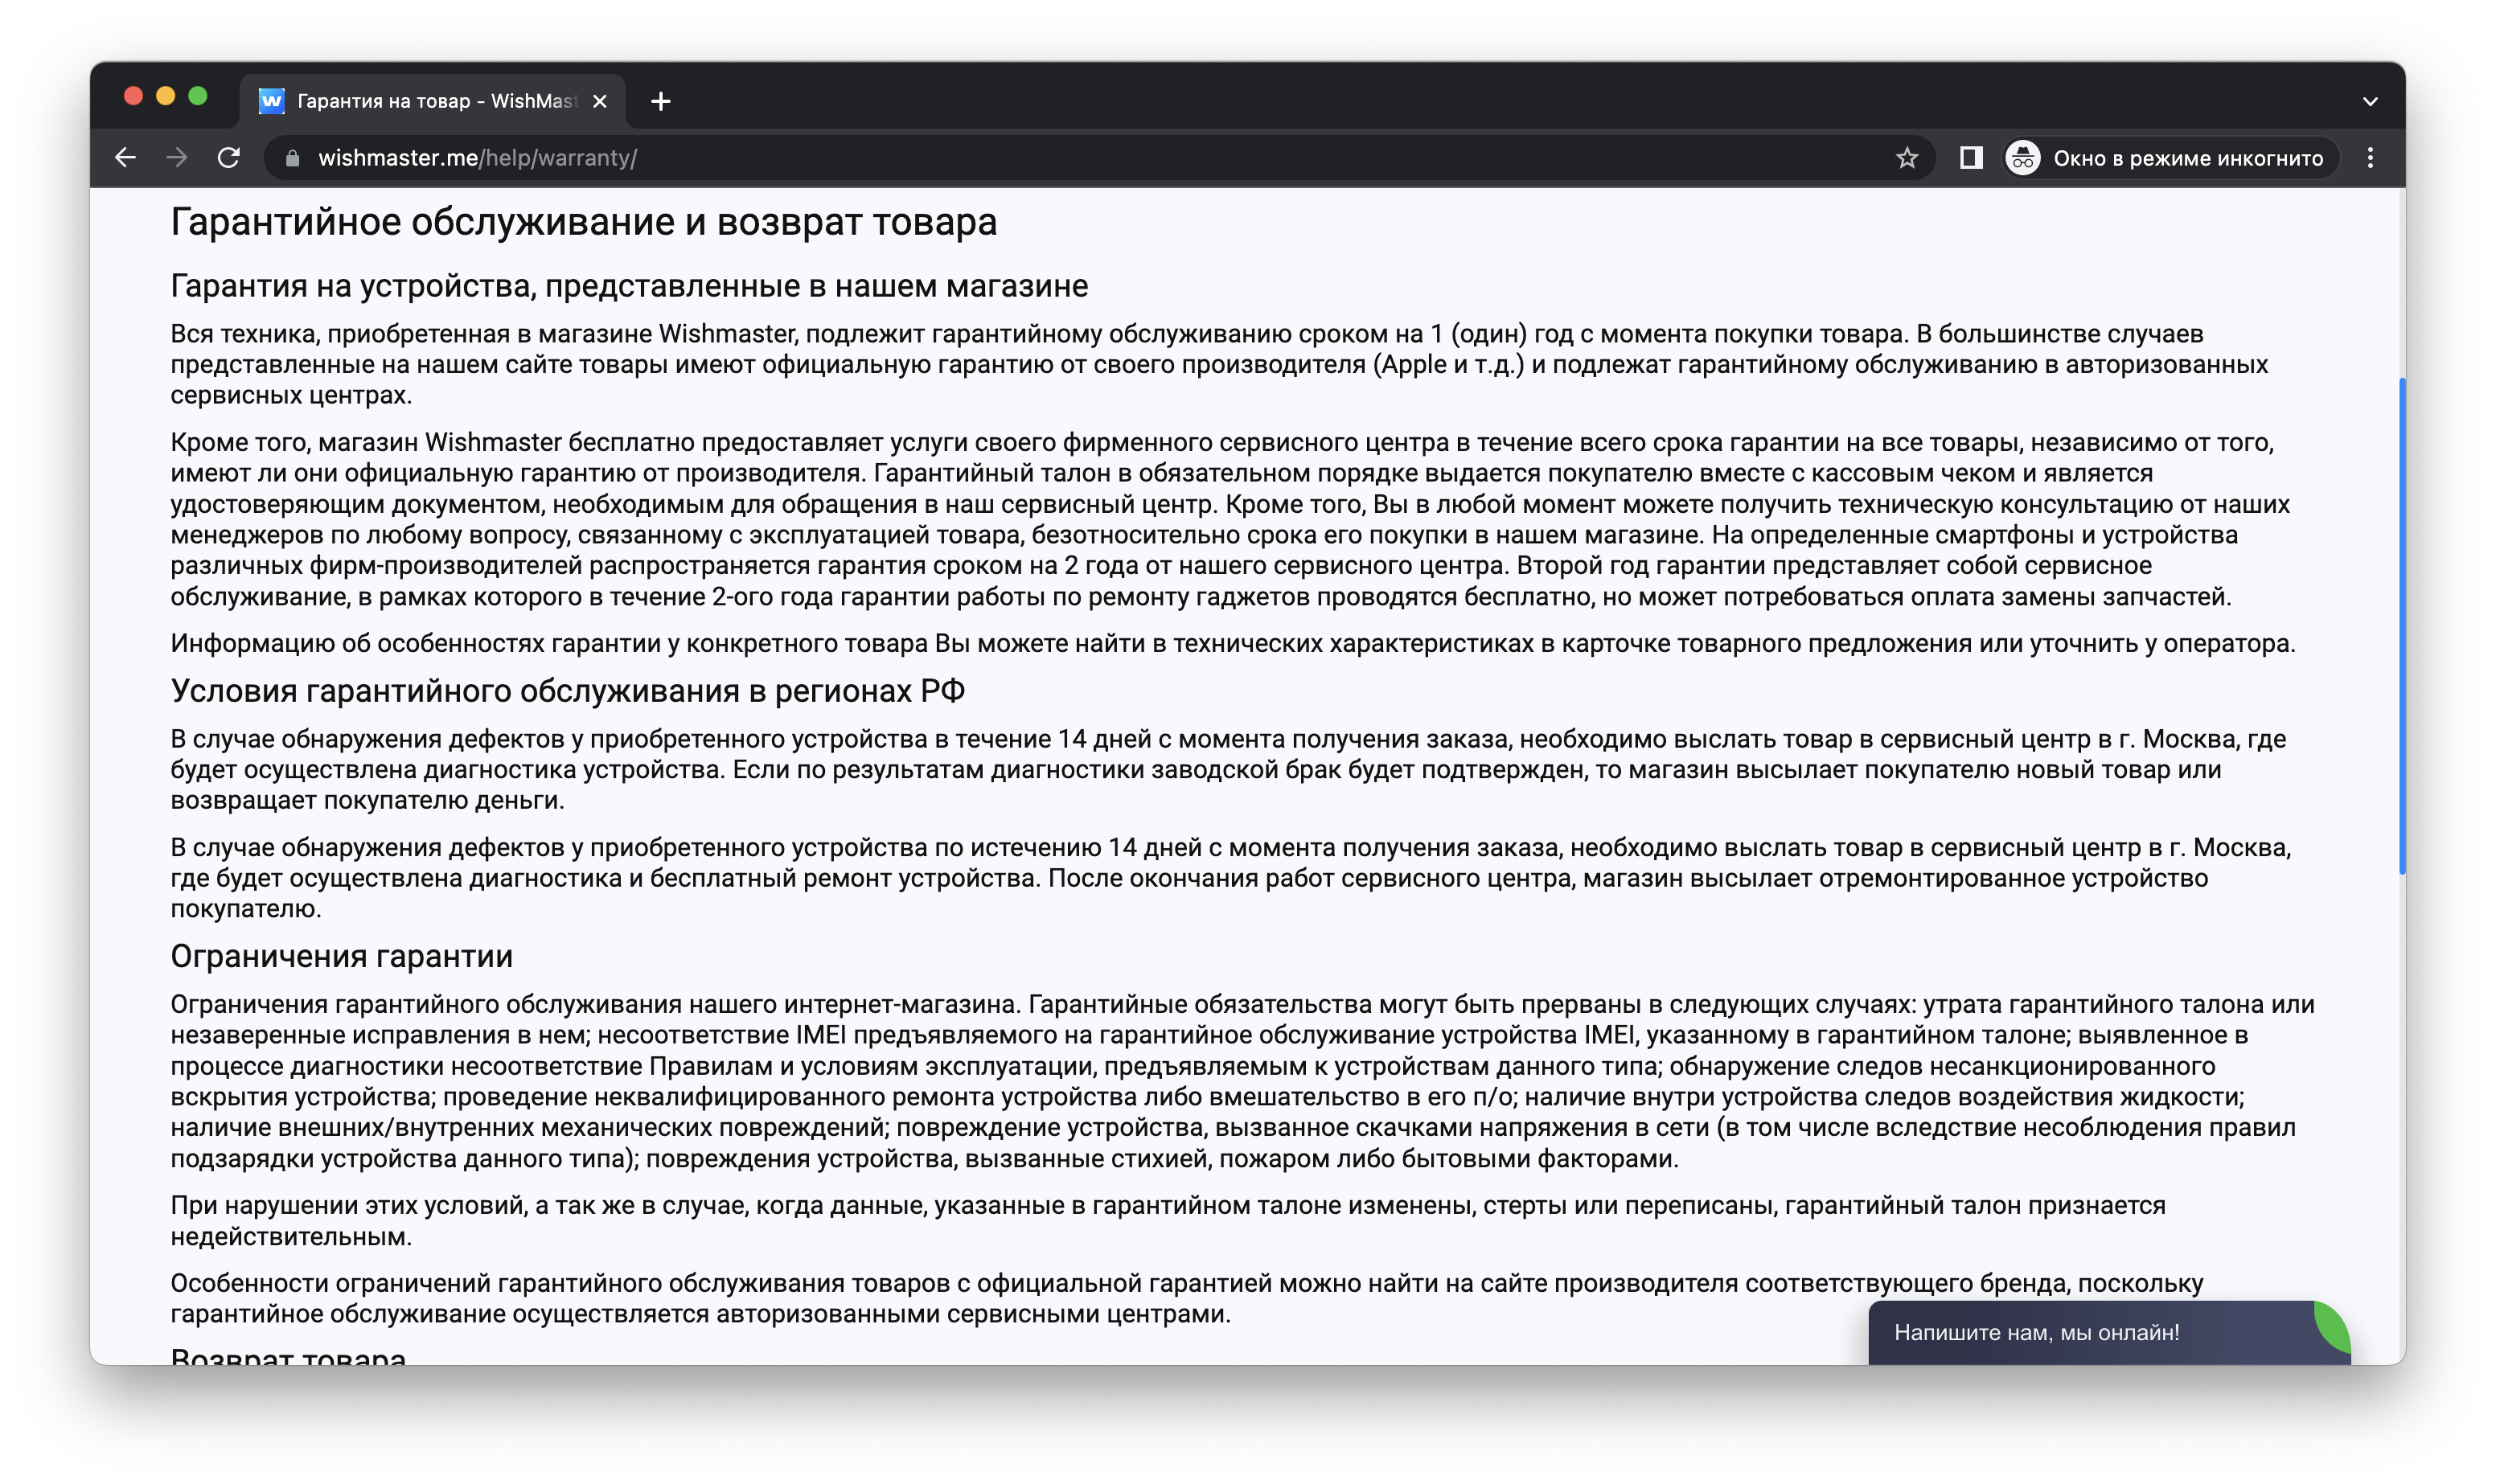 Гарантия на товар - WishMast
wishmaster.me/help/warranty/
Окно в режиме инкогнито
Гарантийное обслуживание и возврат товара
Гарантия на устройства, представленные в нашем магазине
Вся техника, приобретенная в магазине Wishmaster, подлежит гарантийному обслуживанию сроком на 1 (один) год с момента покупки товара. В большинстве случаев
представленные на нашем сайте товары имеют официальную гарантию от своего производителя (Apple и т.д.) и подлежат гарантийному обслуживанию в авторизованных
сервисных центрах.
Кроме того, магазин Wishmaster бесплатно предоставляет услуги своего фирменного сервисного центра в течение всего срока гарантии на все товары, независимо от того,
имеют ли они официальную гарантию от производителя. Гарантийный талон в обязательном порядке выдается покупателю вместе с кассовым чеком и является
удостоверяющим документом, необходимым для обращения в наш сервисный центр. Кроме того, Вы в любой момент можете получить техническую консультацию от наших
менеджеров по любому вопросу, связанному с эксплуатацией товара, безотносительно срока его покупки в нашем магазине. На определенные смартфоны и устройства
различных фирм-производителей распространяется гарантия сроком на 2 года от нашего сервисного центра. Второй год гарантии представляет собой сервисное
обслуживание, в рамках которого в течение 2-ого года гарантии работы по ремонту гаджетов проводятся бесплатно, но может потребоваться оплата замены запчастей.
Информацию об особенностях гарантии у конкретного товара Вы можете найти в технических характеристиках в карточке товарного предложения или уточнить у оператора.
Условия гарантийного обслуживания в регионах РФ
В случае обнаружения дефектов у приобретенного устройства в течение 14 дней с момента получения заказа, необходимо выслать товар в сервисный центр в г. Москва, где
будет осуществлена диагностика устройства. Если по результатам диагностики заводской брак будет подтвержден, то магазин высылает покупателю новый товар или
возвращает покупателю деньги.
В случае обнаружения дефектов у приобретенного устройства по истечению 14 дней с момента получения заказа, необходимо выслать товар в сервисный центр в г. Москва,
где будет осуществлена диагностика и бесплатный ремонт устройства. После окончания работ сервисного центра, магазин высылает отремонтированное устройство
покупателю.
Ограничения гарантии
Ограничения гарантийного обслуживания нашего интернет-магазина. Гарантийные обязательства могут быть прерваны в следующих случаях: утрата гарантийного талона или
незаверенные исправления в нем; несоответствие IMEI предъявляемого на гарантийное обслуживание устройства IMEI, указанному в гарантийном талоне; выявленное в
процессе диагностики несоответствие Правилам и условиям эксплуатации, предъявляемым к устройствам данного типа; обнаружение следов несанкционированного
вскрытия устройства; проведение неквалифицированного ремонта устройства либо вмешательство в его п/о; наличие внутри устройства следов воздействия жидкости;
наличие внешних/внутренних механических повреждений; повреждение устройства, вызванное скачками напряжения в сети (в том числе вследствие несоблюдения правил
подзарядки устройства данного типа); повреждения устройства, вызванные стихией, пожаром либо бытовыми факторами.
При нарушении этих условий, а так же в случае, когда данные, указанные в гарантийном талоне изменены, стерты или переписаны, гарантийный талон признается
недействительным.
Особенности ограничений гарантийного обслуживания товаров с официальной гарантией можно найти на сайте производителя соответствующего бренда, поскольку
гарантийное обслуживание осуществляется авторизованными сервисными центрами.
Напишите нам, мы онлайн!
Возврат товара